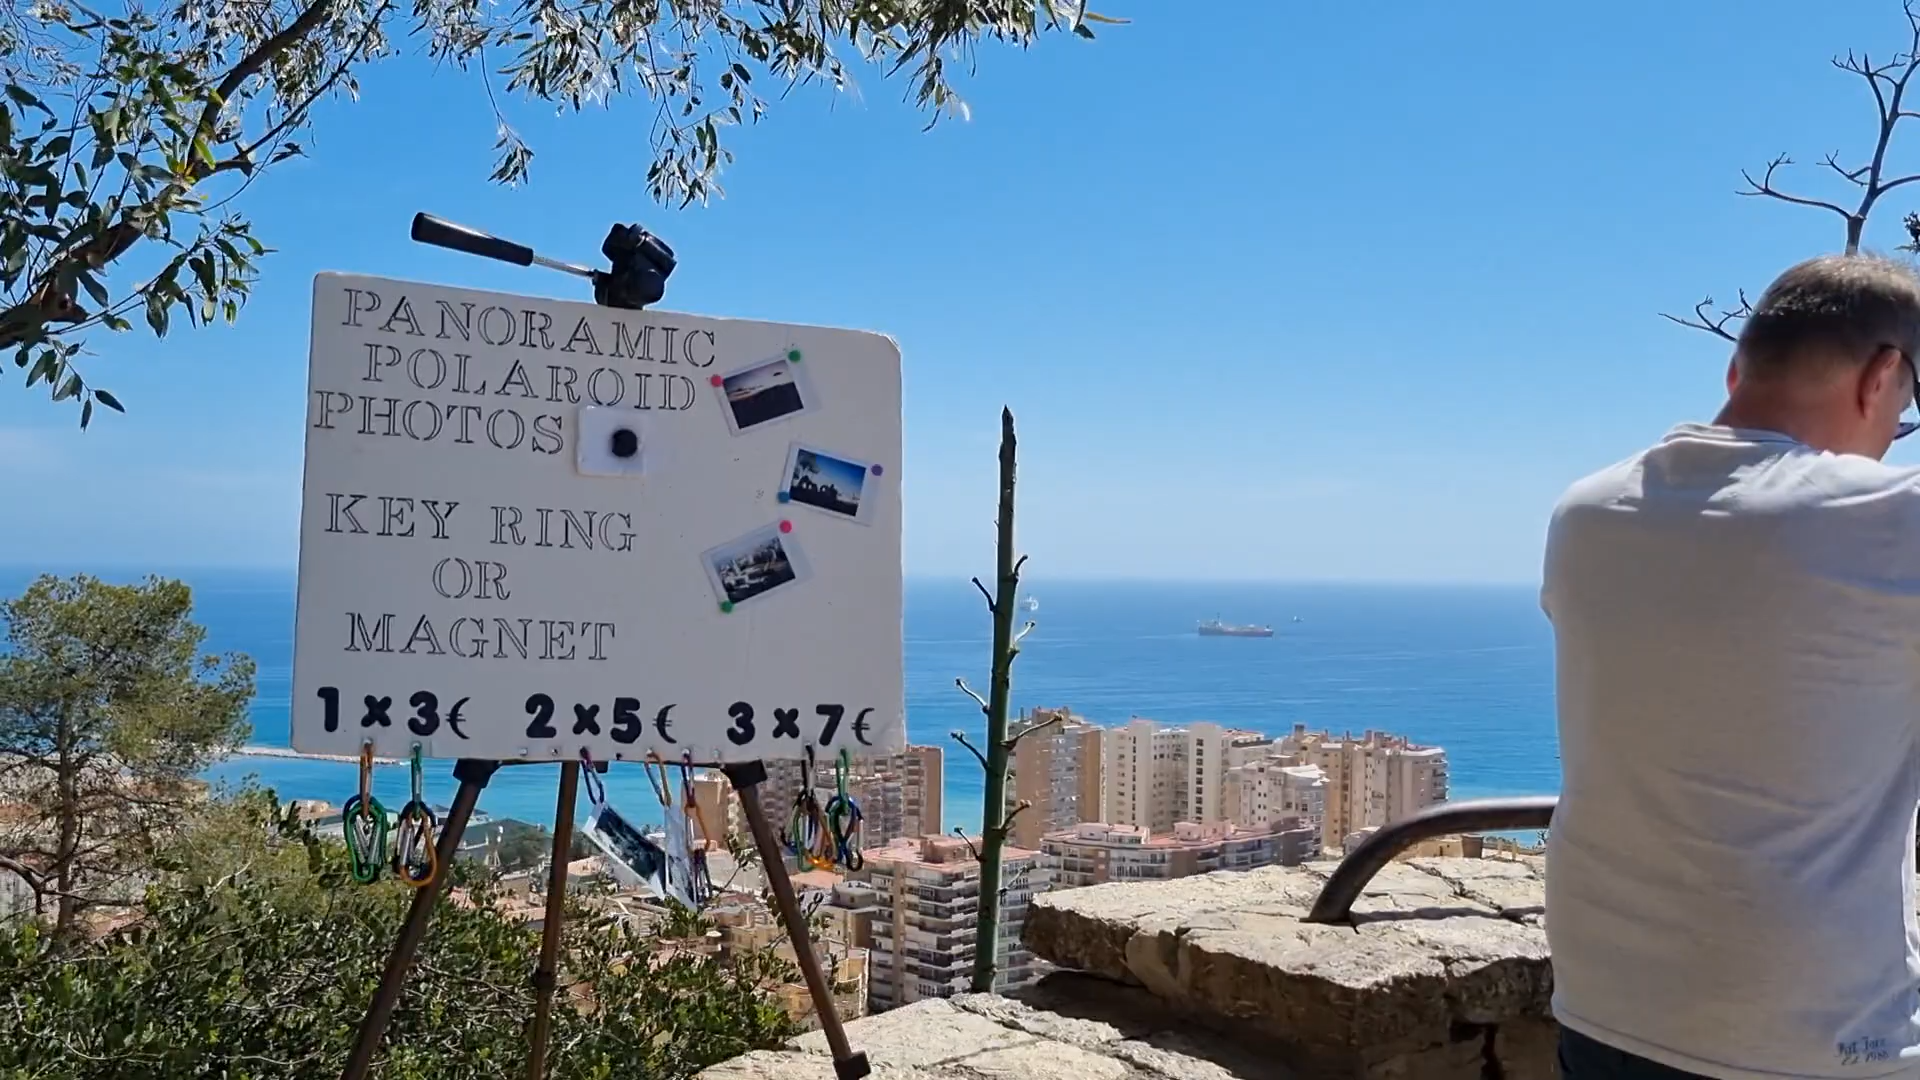 PANORAMIC
POLAROID
PHOTOS
KEY RING
OR
MAGNET
1 x 3€ 2 x 5€ 3 x 7€